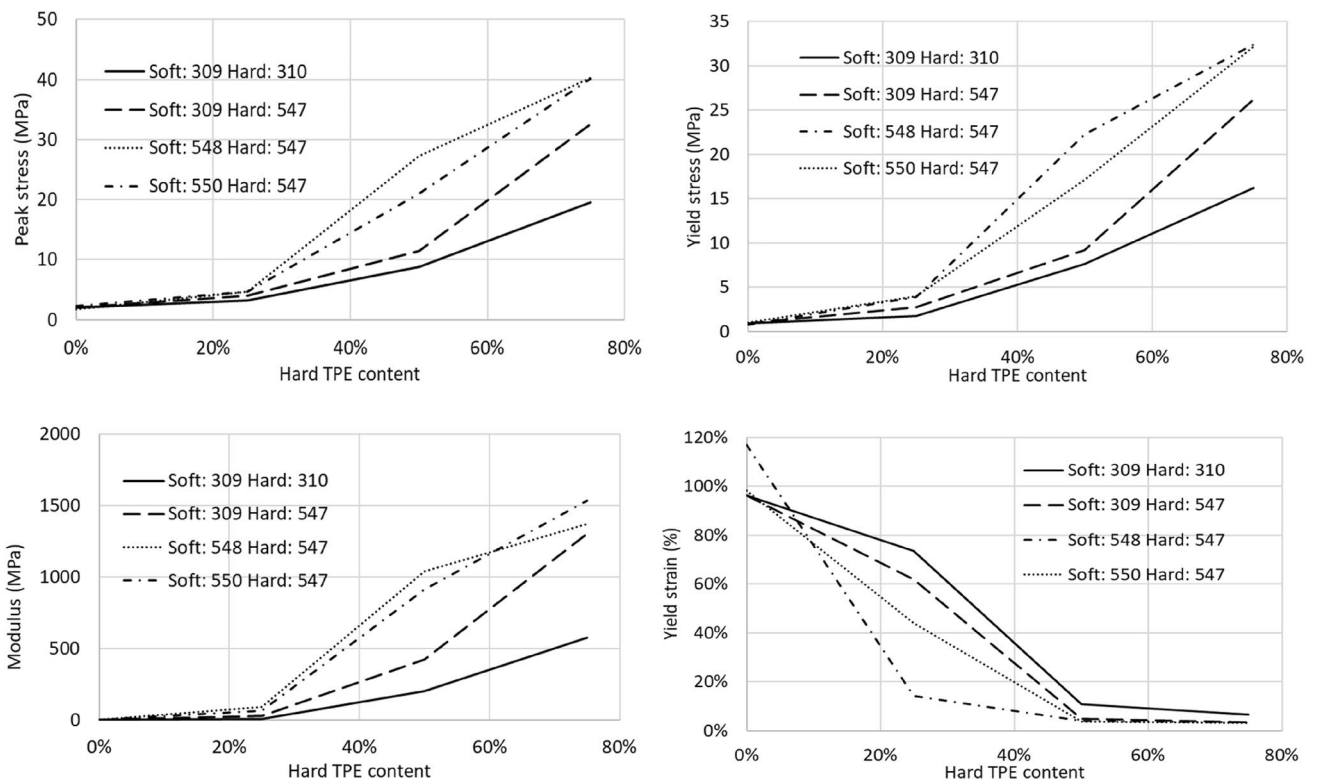 50
40
30
20
10
0
Peak stress (MPa)
Soft: 309 Hard: 310
Soft: 309 Hard: 547
Soft: 548 Hard: 547
Soft: 550 Hard: 547
0% 20% 40% 60% 80%
Hard TPE content
35
30
25
20
15
10
5
0
Yield stress (MPa)
Soft: 309 Hard: 310
Soft: 309 Hard: 547
Soft: 548 Hard: 547
Soft: 550 Hard: 547
0% 20% 40% 60% 80%
Hard TPE content
2000
1500
1000
500
0
Modulus (MPa)
Soft: 309 Hard: 310
Soft: 309 Hard: 547
Soft: 548 Hard: 547
Soft: 550 Hard: 547
0% 20% 40% 60% 80%
Hard TPE content
120%
100%
80%
60%
40%
20%
0%
Yield strain (%)
Soft: 309 Hard: 310
Soft: 309 Hard: 547
Soft: 548 Hard: 547
Soft: 550 Hard: 547
0% 20% 40% 60% 80%
Hard TPE content